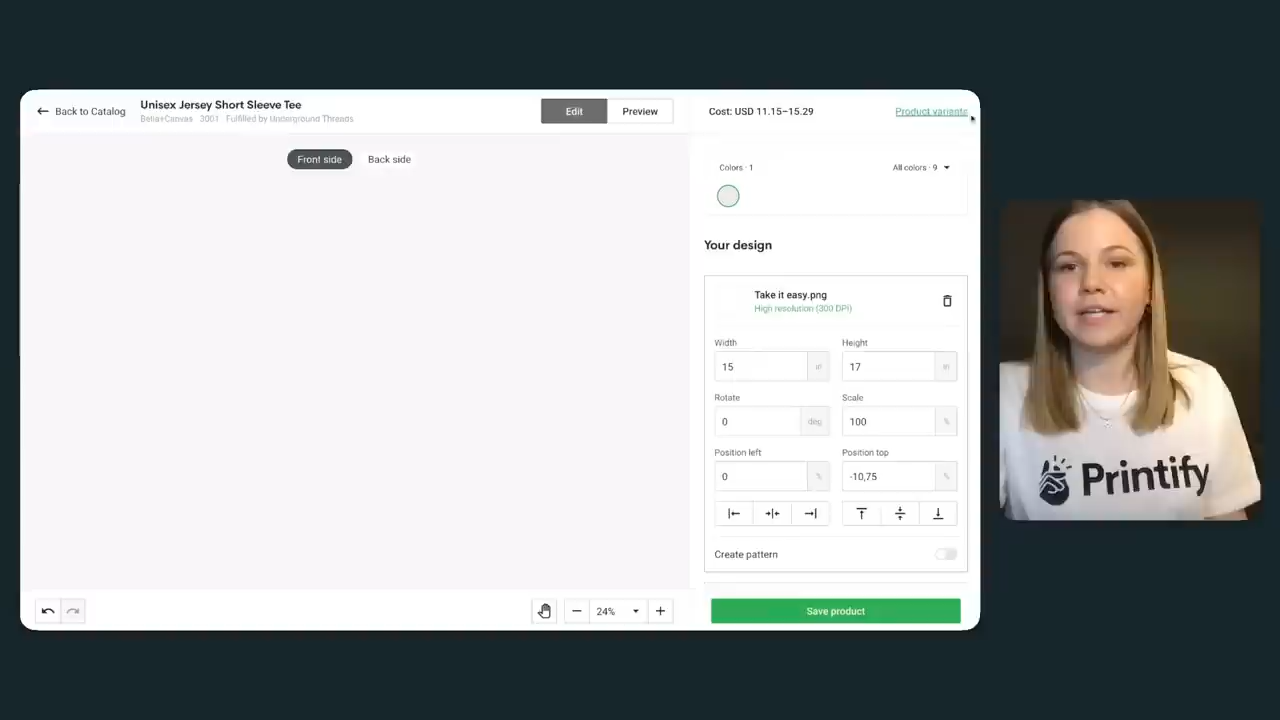 Back to Catalog
Unisex Jersey Short Sleeve Tee
Bella+Canvas · 3001 · Fulfilled by Underground Threads
Edit
Preview
Cost: USD 11.15–15.29
Product variants
Front side
Back side
Colors · 1
All colors · 9
Your design
Take it easy.png
High resolution (300 DPI)
Width
Height
15
in
17
in
Rotate
Scale
0
deg
100
%
Position left
Position top
0
%
-10,75
%
Create pattern
24%
Save product
Printify